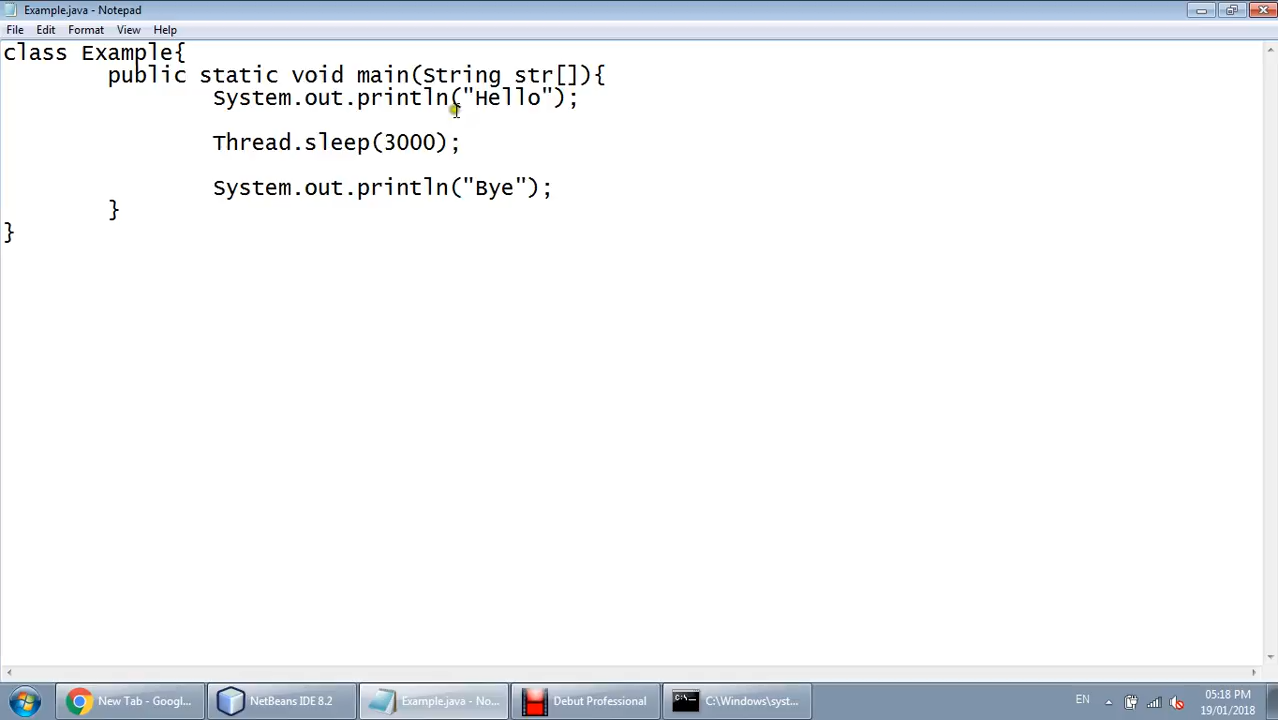 Example.java - Notepad
File Edit Format View Help
class Example{
public static void main(String str[]){
System.out.println("Hello");
Thread.sleep(3000);
System.out.println("Bye");
}
}
New Tab - Googl...
NetBeans IDE 8.2
Example.java - No...
Debut Professional
C:\Windows\syst...
EN
05:18 PM
19/01/2018